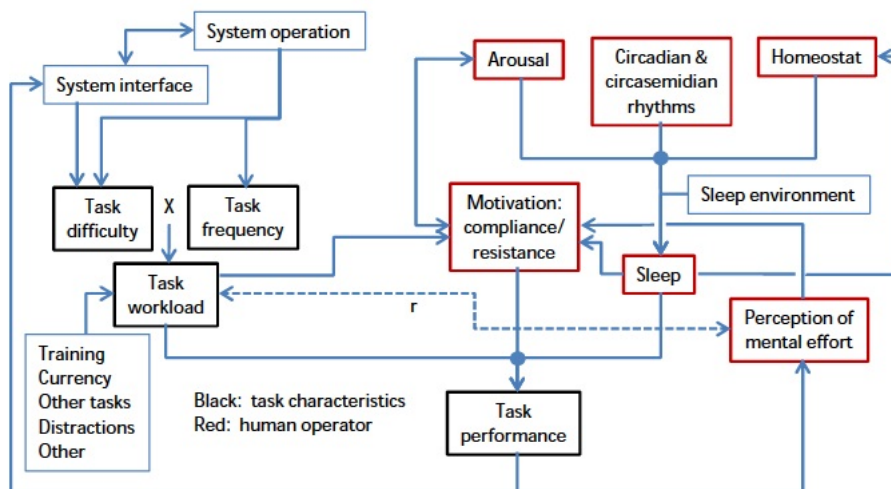 System operation
System interface
Arousal
Circadian &
circasemidian
rhythms
Homeostat
Task
difficulty
X
Task
frequency
Motivation:
compliance/
resistance
Sleep environment
Sleep
Task
workload
r
Perception of
mental effort
Training
Currency
Other tasks
Distractions
Other
Black: task characteristics
Red: human operator
Task
performance